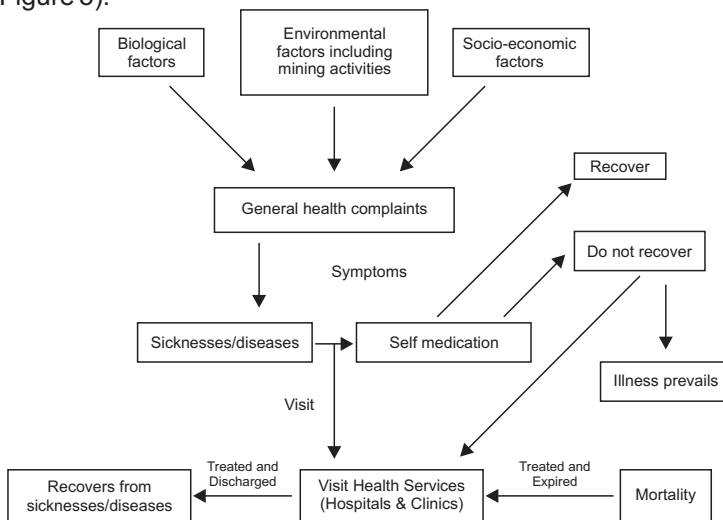 Figure 3).
Biological
factors
Environmental
factors including
mining activities
Socio-economic
factors
General health complaints
Recover
Symptoms
Do not recover
Sicknesses/diseases
Self medication
Illness prevails
Visit
Recovers from
sicknesses/diseases
Treated and
Discharged
Visit Health Services
(Hospitals & Clinics)
Treated and
Expired
Mortality